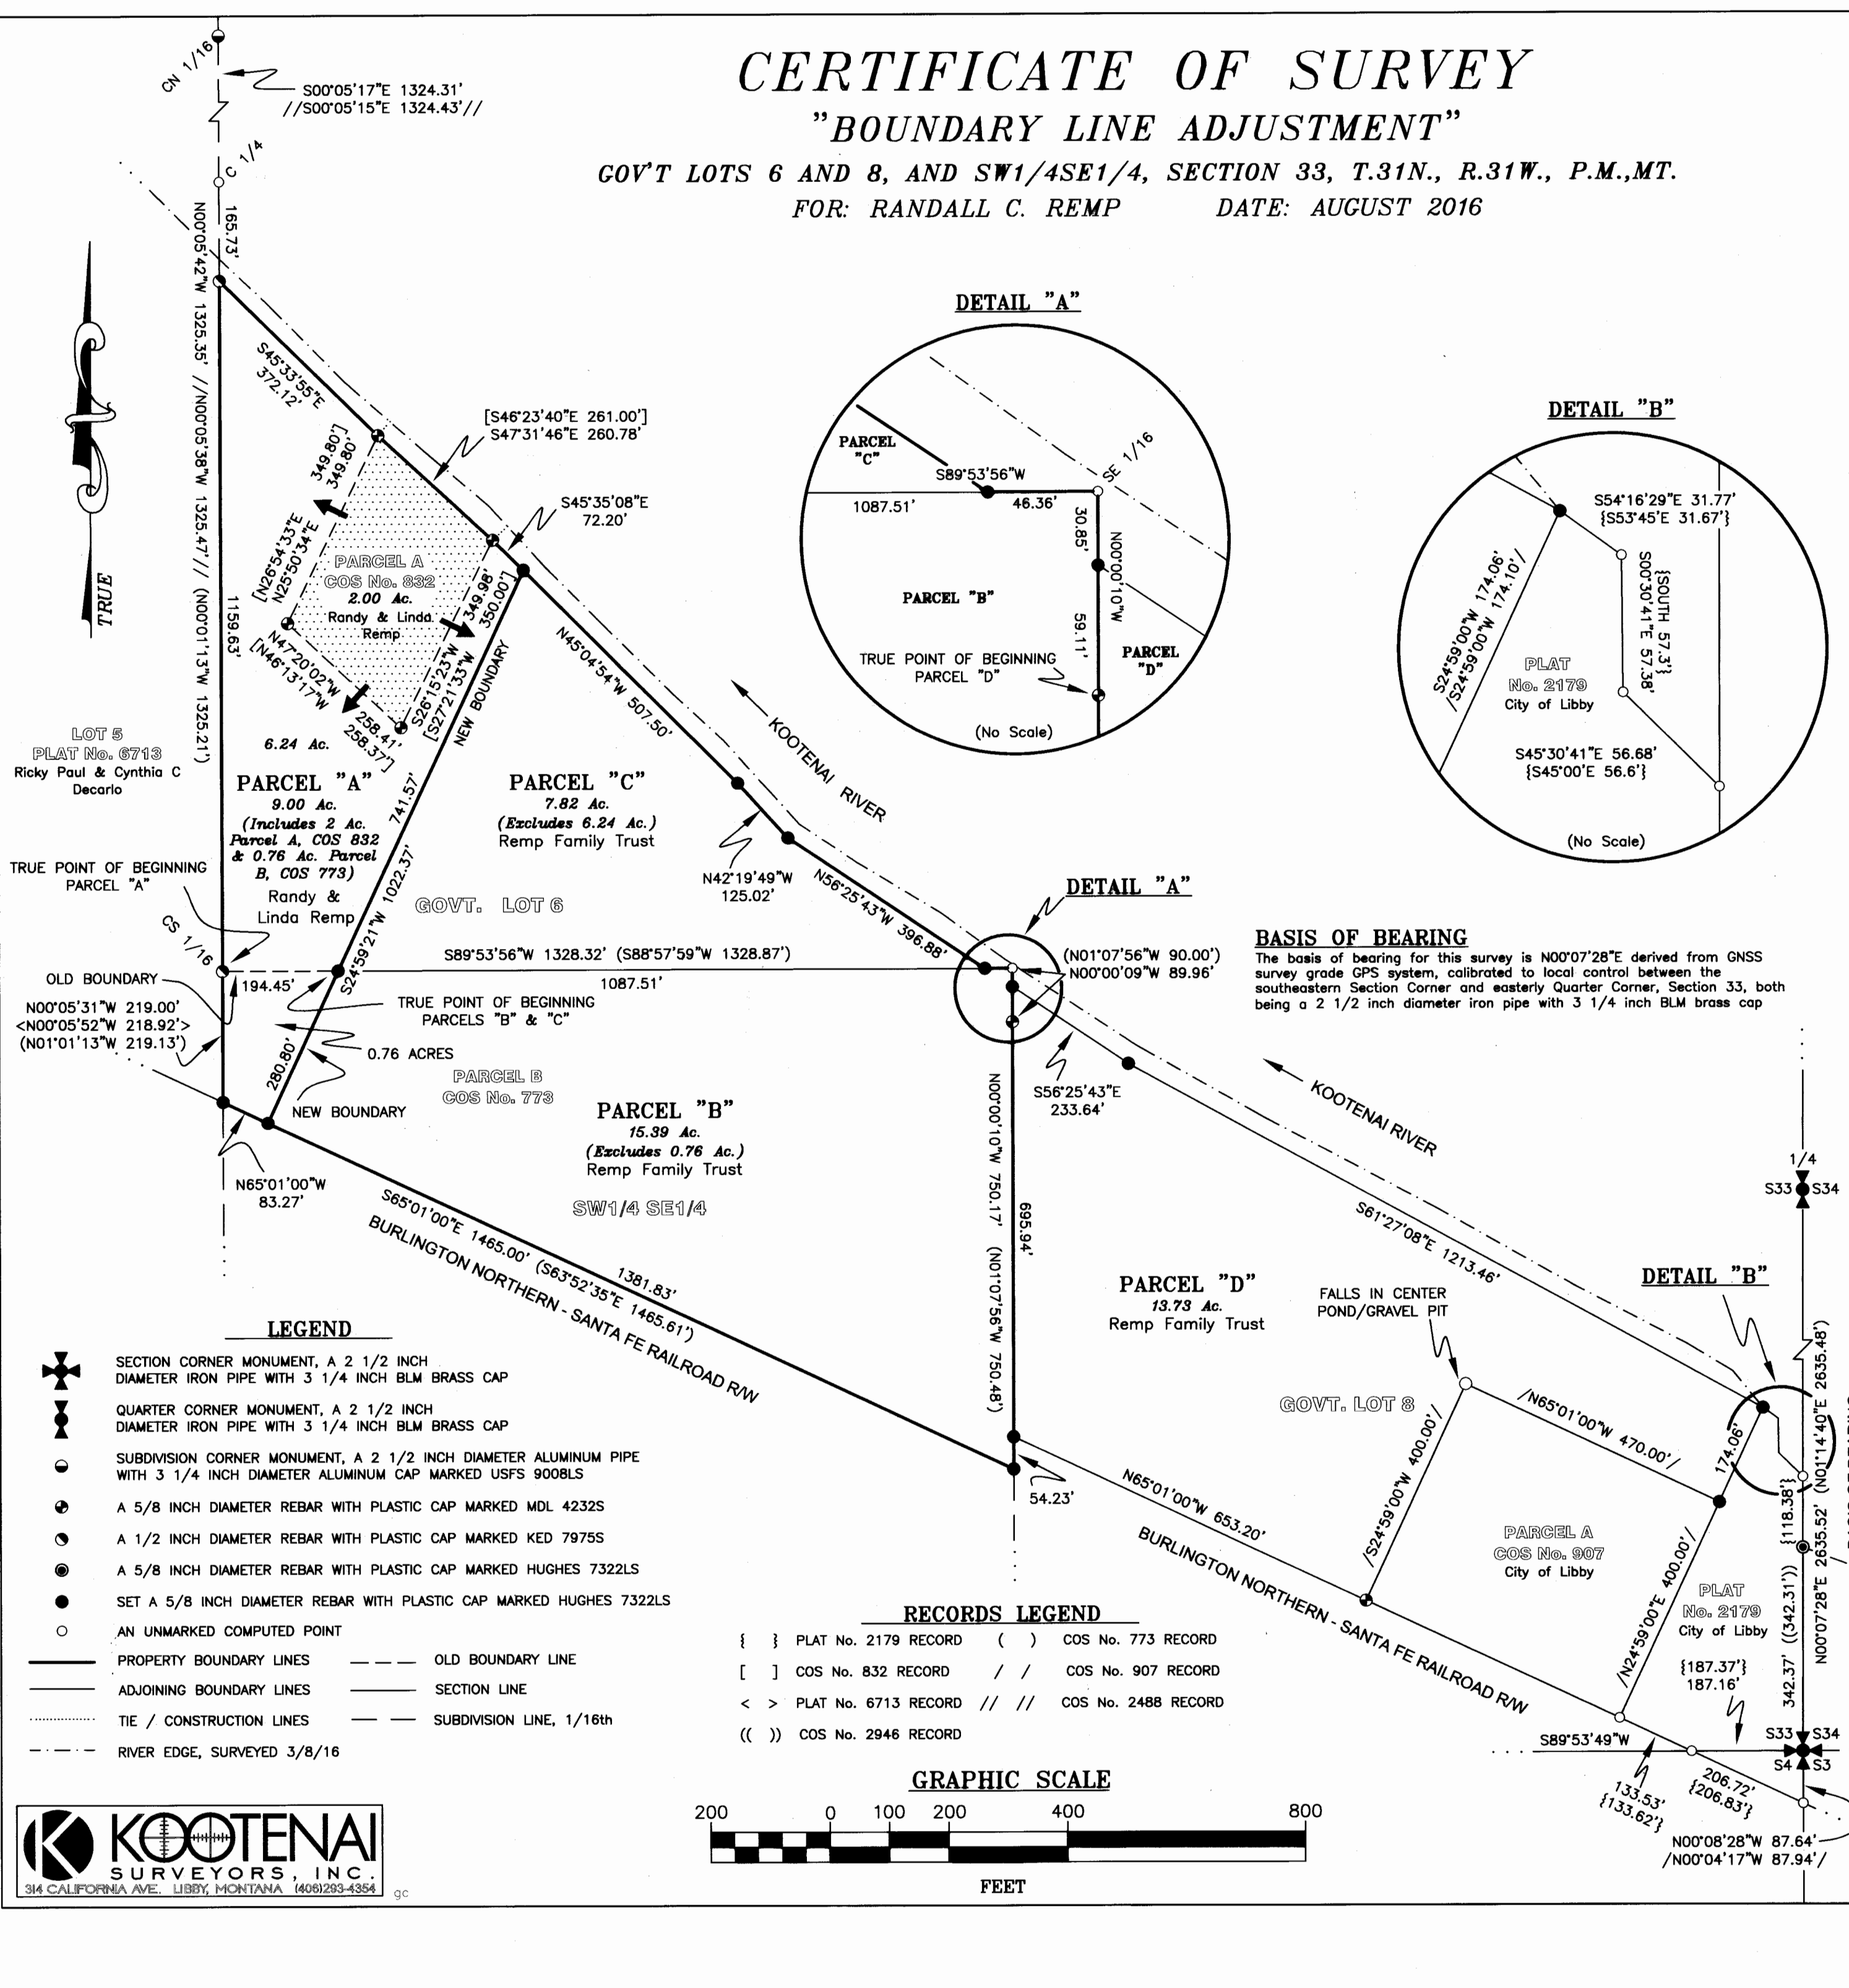 CERTIFICATE OF SURVEY
"BOUNDARY LINE ADJUSTMENT"
GOV'T LOTS 6 AND 8, AND SW1/4SE1/4, SECTION 33, T.31N., R.31W., P.M.,MT.
FOR: RANDALL C. REMP DATE: AUGUST 2016
CN 1/16
S00°05'17"E 1324.31'
//S00°05'15"E 1324.43'//
C 1/4
165.73'
N00°05'42"W 1325.35' //N00°05'38"W 1325.47'// (N00°01'13"W 1325.21')
1159.63'
TRUE
S45°33'55"E
372.12'
[S46°23'40"E 261.00']
S47°31'46"E 260.78'
S45°35'08"E
72.20'
349.80']
349.80'
[N26°54'33"E
N25°50'34"E
PARCEL A
COS No. 832
2.00 Ac.
Randy & Linda
Remp
349.98'
350.00']
S26°15'23"W
[S27°21'33"W
NEW BOUNDARY
N47°20'02"W
[N46°13'17"W
258.41'
258.37']
N45°04'54"W 507.50'
LOT 5
PLAT No. 6713
Ricky Paul & Cynthia C
Decarlo
6.24 Ac.
PARCEL "A"
9.00 Ac.
(Includes 2 Ac.
Parcel A, COS 832
& 0.76 Ac. Parcel
B, COS 773)
Randy &
Linda Remp
741.57'
S24°59'21"W 1022.37'
PARCEL "C"
7.82 Ac.
(Excludes 6.24 Ac.)
Remp Family Trust
KOOTENAI RIVER
N42°19'49"W
125.02'
N56°25'43"W 396.88'
GOVT. LOT 6
TRUE POINT OF BEGINNING
PARCEL "A"
CS 1/16
OLD BOUNDARY
N00°05'31"W 219.00'
<N00°05'52"W 218.92'>
(N01°01'13"W 219.13')
194.45'
S89°53'56"W 1328.32' (S88°57'59"W 1328.87')
1087.51'
TRUE POINT OF BEGINNING
PARCELS "B" & "C"
0.76 ACRES
280.80'
NEW BOUNDARY
PARCEL B
COS No. 773
N65°01'00"W
83.27'
PARCEL "B"
15.39 Ac.
(Excludes 0.76 Ac.)
Remp Family Trust
SW1/4 SE1/4
S65°01'00"E 1465.00' (S63°52'35"E 1465.61')
1381.83'
BURLINGTON NORTHERN - SANTA FE RAILROAD R/W
DETAIL "A"
PARCEL
"C"
S89°53'56"W
1087.51'
46.36'
SE 1/16
30.85'
N00°00'10"W
59.11'
PARCEL "B"
TRUE POINT OF BEGINNING
PARCEL "D"
PARCEL
"D"
(No Scale)
DETAIL "B"
S54°16'29"E 31.77'
{S53°45'E 31.67'}
S24°59'00"W 174.06'
/S24°59'00"W 174.10'/
{SOUTH 57.3'}
S00°30'41"E 57.38'
PLAT
No. 2179
City of Libby
S45°30'41"E 56.68'
{S45°00'E 56.6'}
(No Scale)
DETAIL "A"
(N01°07'56"W 90.00')
N00°00'09"W 89.96'
BASIS OF BEARING
The basis of bearing for this survey is N00°07'28"E derived from GNSS
survey grade GPS system, calibrated to local control between the
southeastern Section Corner and easterly Quarter Corner, Section 33, both
being a 2 1/2 inch diameter iron pipe with 3 1/4 inch BLM brass cap
S56°25'43"E
233.64'
KOOTENAI RIVER
N00°00'10"W 750.17' (N01°07'56"W 750.48')
695.94'
S61°27'08"E 1213.46'
1/4
S33 S34
DETAIL "B"
PARCEL "D"
13.73 Ac.
Remp Family Trust
FALLS IN CENTER
POND/GRAVEL PIT
GOVT. LOT 8
/N65°01'00"W 470.00'/
174.06'
/S24°59'00"W 400.00'/
{118.38'}
N00°07'28"E 2635.52' (N01°14'40"E 2635.48')
54.23'
N65°01'00"W 653.20'
BURLINGTON NORTHERN - SANTA FE RAILROAD R/W
PARCEL A
COS No. 907
City of Libby
/N24°59'00"E 400.00'/
PLAT
No. 2179
City of Libby
342.37' ((342.31'))
{187.37'}
187.16'
S89°53'49"W
S33 S34
S4 S3
133.53'
{133.62'}
206.72'
{206.83'}
N00°08'28"W 87.64'
/N00°04'17"W 87.94'/
LEGEND
SECTION CORNER MONUMENT, A 2 1/2 INCH
DIAMETER IRON PIPE WITH 3 1/4 INCH BLM BRASS CAP
QUARTER CORNER MONUMENT, A 2 1/2 INCH
DIAMETER IRON PIPE WITH 3 1/4 INCH BLM BRASS CAP
SUBDIVISION CORNER MONUMENT, A 2 1/2 INCH DIAMETER ALUMINUM PIPE
WITH 3 1/4 INCH DIAMETER ALUMINUM CAP MARKED USFS 9008LS
A 5/8 INCH DIAMETER REBAR WITH PLASTIC CAP MARKED MDL 4232S
A 1/2 INCH DIAMETER REBAR WITH PLASTIC CAP MARKED KED 7975S
A 5/8 INCH DIAMETER REBAR WITH PLASTIC CAP MARKED HUGHES 7322LS
SET A 5/8 INCH DIAMETER REBAR WITH PLASTIC CAP MARKED HUGHES 7322LS
AN UNMARKED COMPUTED POINT
PROPERTY BOUNDARY LINES OLD BOUNDARY LINE
ADJOINING BOUNDARY LINES SECTION LINE
TIE / CONSTRUCTION LINES SUBDIVISION LINE, 1/16th
RIVER EDGE, SURVEYED 3/8/16
RECORDS LEGEND
{ } PLAT No. 2179 RECORD ( ) COS No. 773 RECORD
[ ] COS No. 832 RECORD / / COS No. 907 RECORD
< > PLAT No. 6713 RECORD // // COS No. 2488 RECORD
(( )) COS No. 2946 RECORD
GRAPHIC SCALE
200 0 100 200 400 800
FEET
KOOTENAI
SURVEYORS, INC.
314 CALIFORNIA AVE. LIBBY, MONTANA (406)293-4354
gc